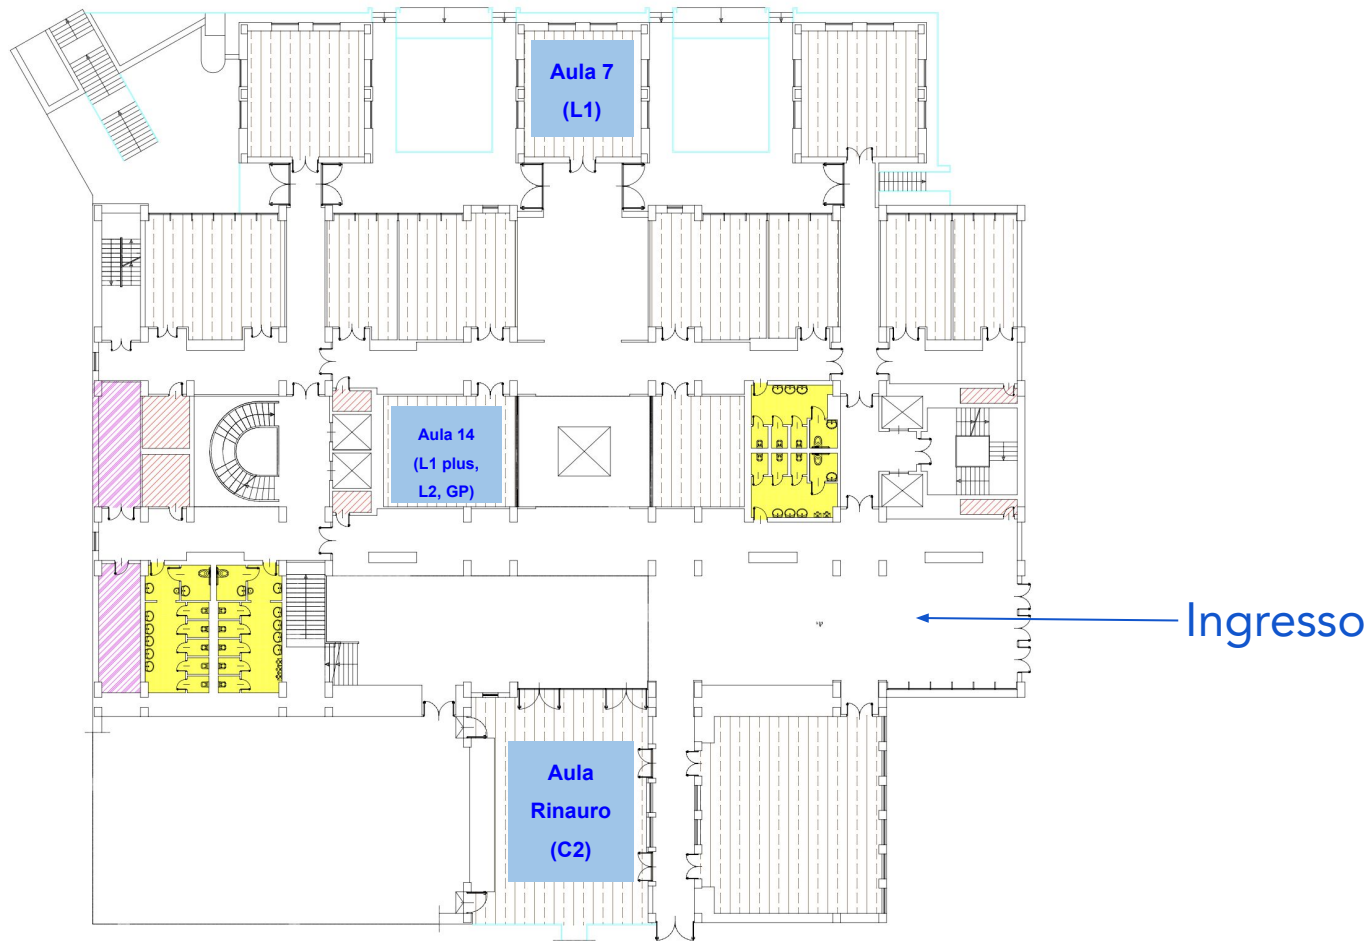 Aula 7
(L1)
Aula 14
(L1 plus,
L2, GP)
Ingresso
Aula
Rinauro
(C2)